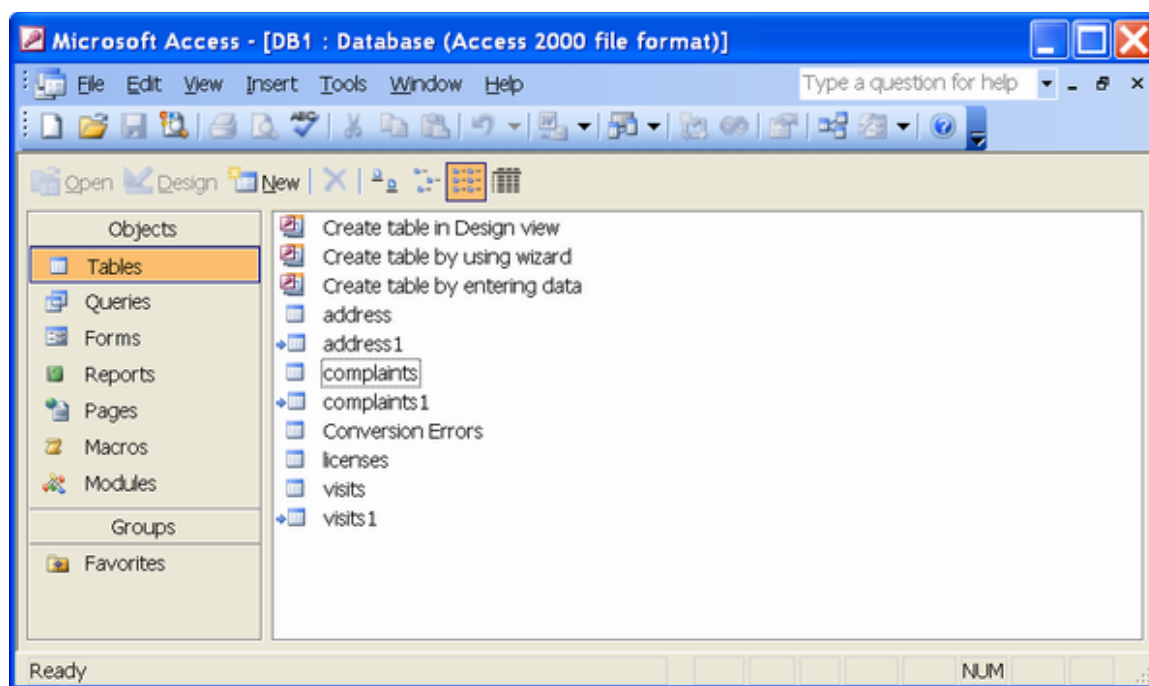 Microsoft Access - [DB1 : Database (Access 2000 file format)]
File Edit View Insert Tools Window Help Type a question for help
Open Design New
Objects
Tables
Queries
Forms
Reports
Pages
Macros
Modules
Groups
Favorites
Create table in Design view
Create table by using wizard
Create table by entering data
address
address1
complaints
complaints1
Conversion Errors
licenses
visits
visits1
Ready NUM